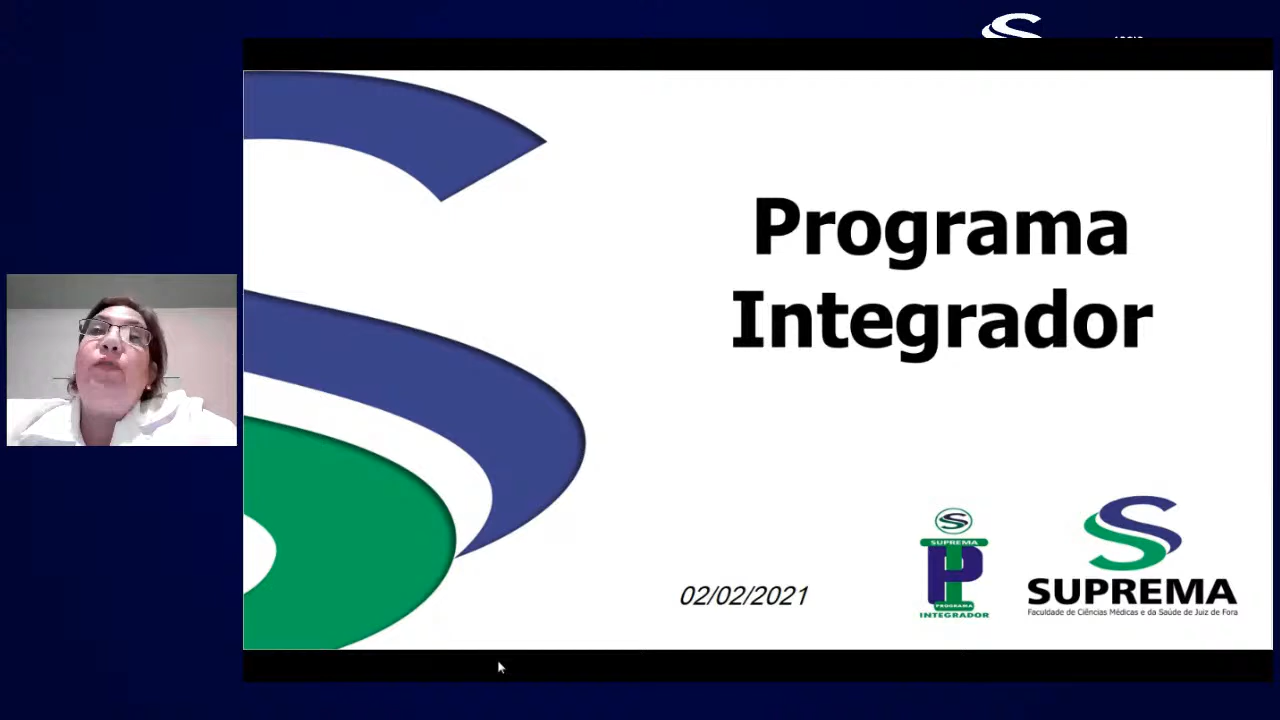 Programa
Integrador
02/02/2021
SUPREMA
PROGRAMA
INTEGRADOR
SUPREMA
Faculdade de Ciências Médicas e da Saúde de Juiz de Fora